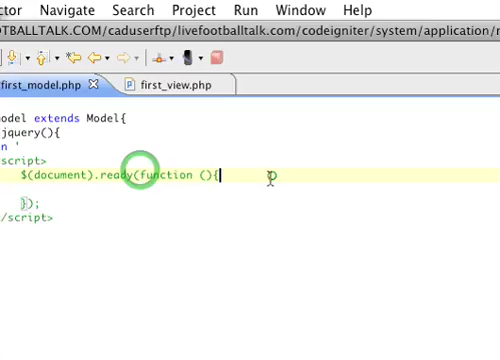 ctor Navigate Search Project Run Window Help
OTBALLTALK.COM/caduserftp/livefootballtalk.com/codeigniter/system/application/
first_model.php first_view.php
model extends Model{
jquery(){
n '
script>
$(document).ready(function (){
});
/script>